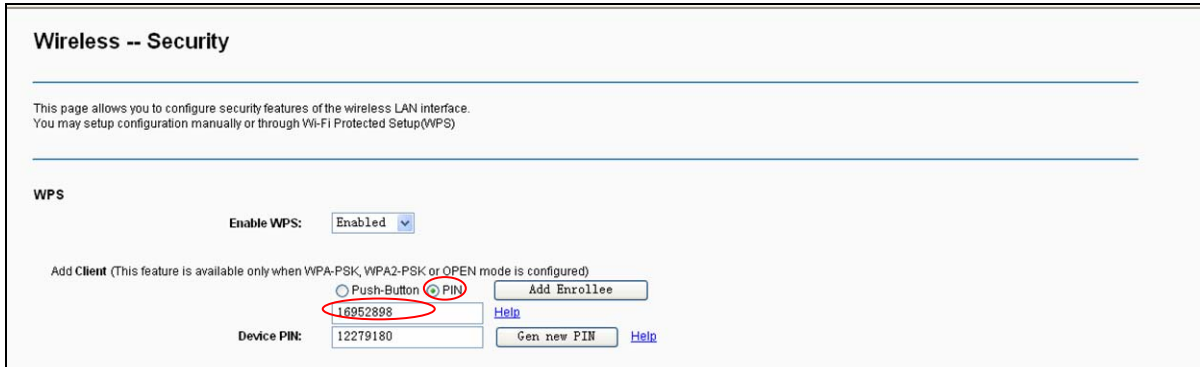 Wireless -- Security
This page allows you to configure security features of the wireless LAN interface.
You may setup configuration manually or through Wi-Fi Protected Setup(WPS)
WPS
Enable WPS: Enabled
Add Client (This feature is available only when WPA-PSK, WPA2-PSK or OPEN mode is configured)
Push-Button PIN Add Enrollee
16952898 Help
Device PIN: 12279180 Gen new PIN Help